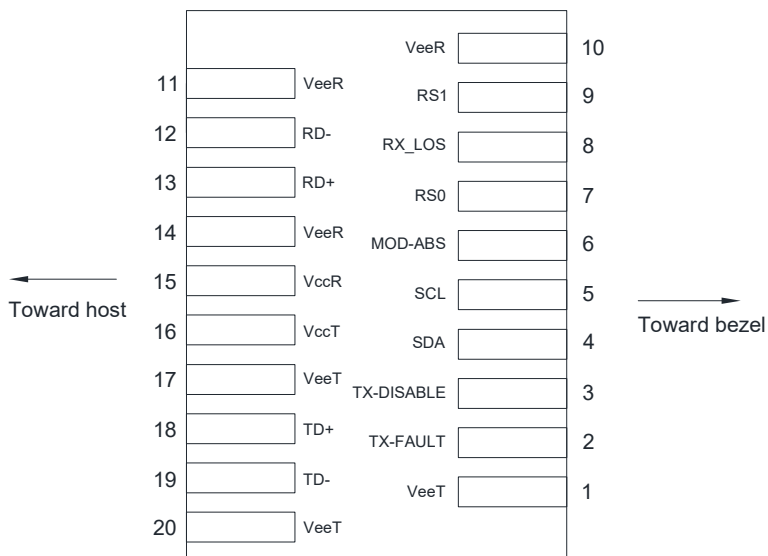 VeeR 10
11 VeeR
RS1 9
12 RD-
RX_LOS 8
13 RD+
RS0 7
14 VeeR
MOD-ABS 6
15 VccR
SCL 5
Toward host
Toward bezel
16 VccT
SDA 4
17 VeeT
TX-DISABLE 3
18 TD+
TX-FAULT 2
19 TD-
VeeT 1
20 VeeT